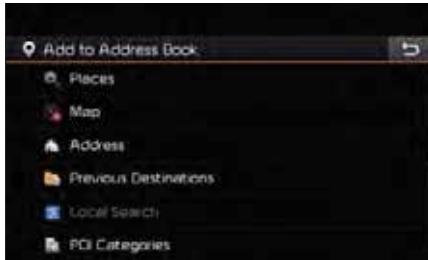 Add to Address Book
Places
Map
Address
Previous Destinations
Local Search
POI Categories